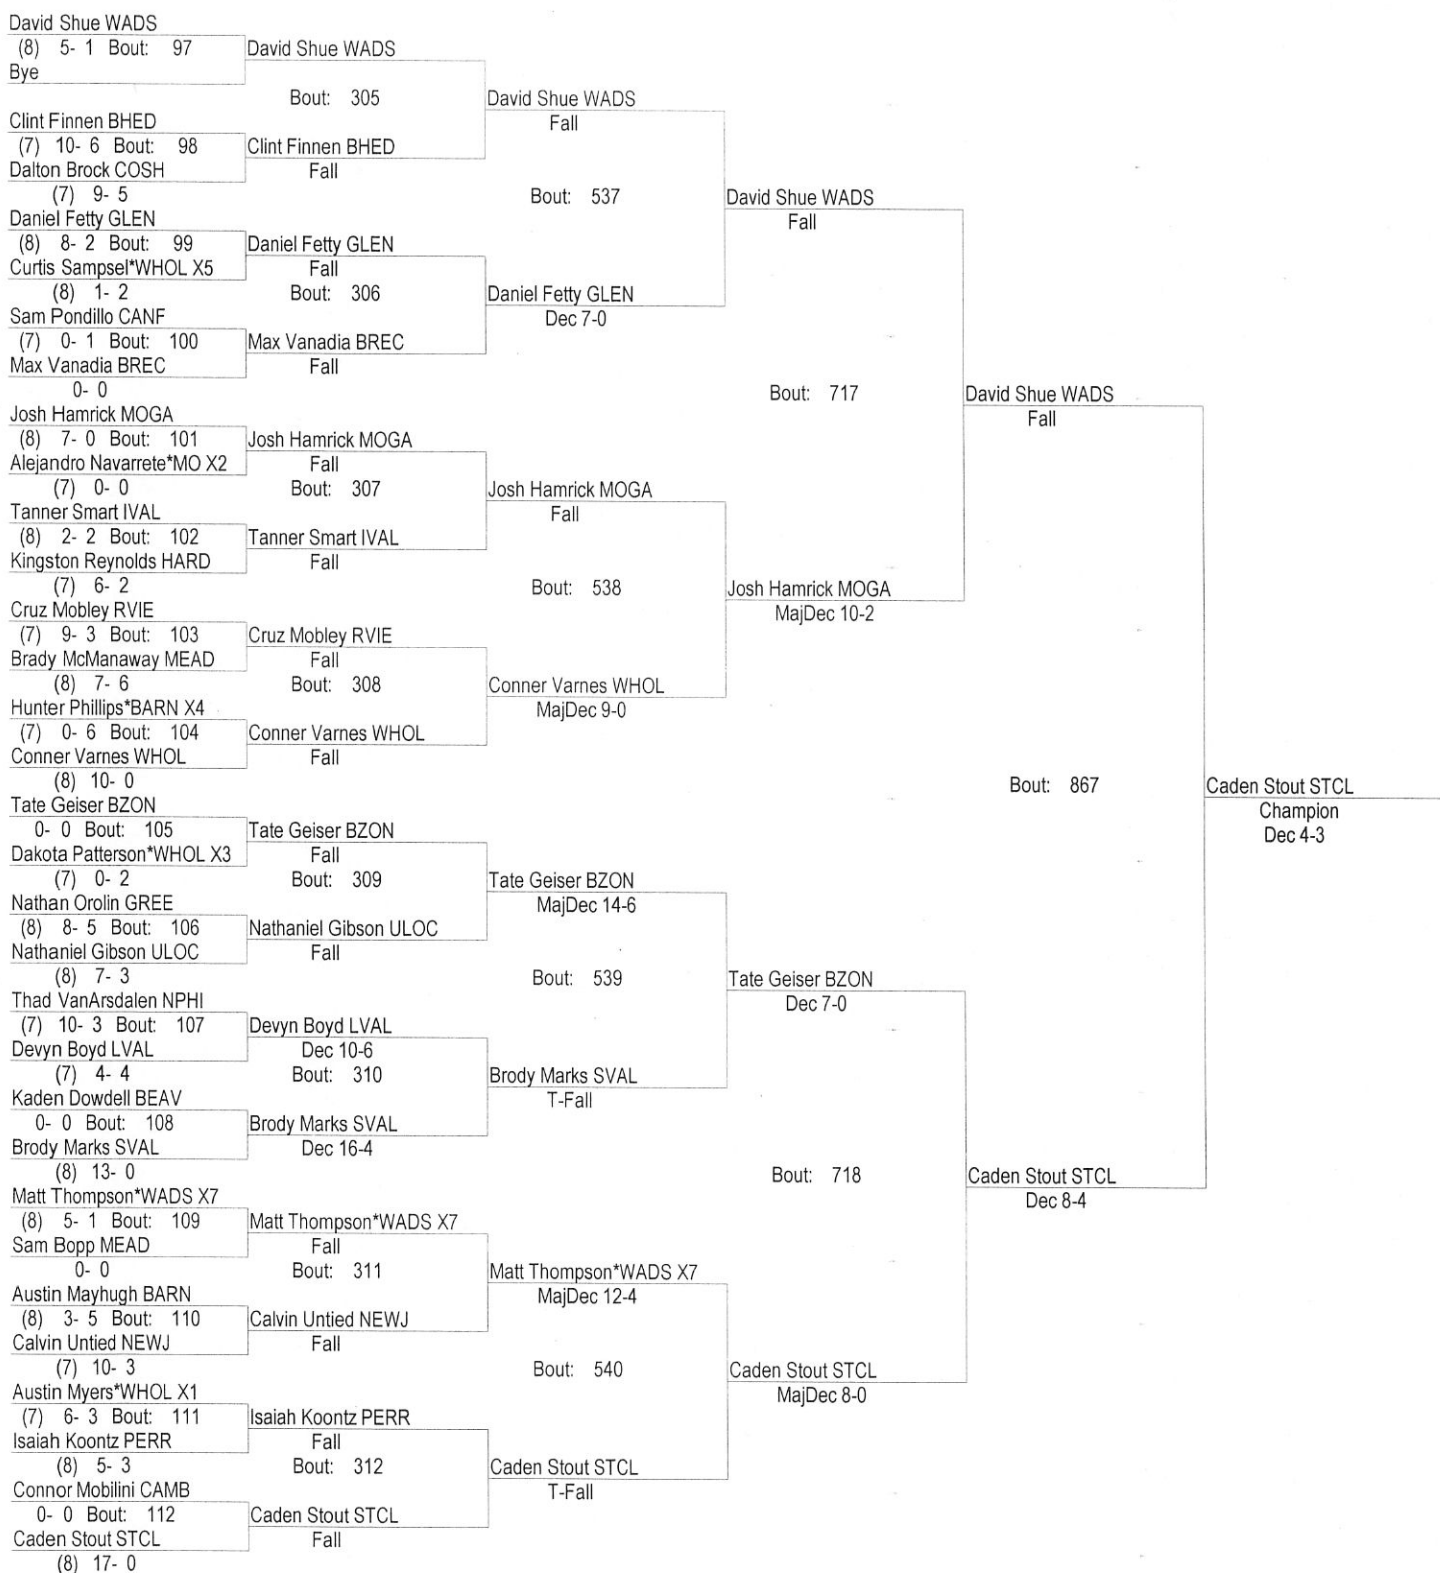 David Shue WADS
(8) 5- 1 Bout: 97
Bye
David Shue WADS
Bout: 305
David Shue WADS
Fall
Clint Finnen BHED
(7) 10- 6 Bout: 98
Dalton Brock COSH
(7) 9- 5
Clint Finnen BHED
Fall
Bout: 537
David Shue WADS
Fall
Daniel Fetty GLEN
(8) 8- 2 Bout: 99
Curtis Sampsel*WHOL X5
(8) 1- 2
Daniel Fetty GLEN
Fall
Bout: 306
Daniel Fetty GLEN
Dec 7-0
Sam Pondillo CANF
(7) 0- 1 Bout: 100
Max Vanadia BREC
0- 0
Max Vanadia BREC
Fall
Bout: 717
David Shue WADS
Fall
Josh Hamrick MOGA
(8) 7- 0 Bout: 101
Alejandro Navarrete*MO X2
(7) 0- 0
Josh Hamrick MOGA
Fall
Bout: 307
Josh Hamrick MOGA
Fall
Tanner Smart IVAL
(8) 2- 2 Bout: 102
Kingston Reynolds HARD
(7) 6- 2
Tanner Smart IVAL
Fall
Bout: 538
Josh Hamrick MOGA
MajDec 10-2
Cruz Mobley RVIE
(7) 9- 3 Bout: 103
Brady McManaway MEAD
(8) 7- 6
Cruz Mobley RVIE
Fall
Bout: 308
Conner Varnes WHOL
MajDec 9-0
Hunter Phillips*BARN X4
(7) 0- 6 Bout: 104
Conner Varnes WHOL
(8) 10- 0
Conner Varnes WHOL
Fall
Bout: 867
Caden Stout STCL
Champion
Dec 4-3
Tate Geiser BZON
0- 0 Bout: 105
Dakota Patterson*WHOL X3
(7) 0- 2
Tate Geiser BZON
Fall
Bout: 309
Tate Geiser BZON
MajDec 14-6
Nathan Orolin GREE
(8) 8- 5 Bout: 106
Nathaniel Gibson ULOC
(8) 7- 3
Nathaniel Gibson ULOC
Fall
Bout: 539
Tate Geiser BZON
Dec 7-0
Thad VanArsdalen NPHI
(7) 10- 3 Bout: 107
Devyn Boyd LVAL
(7) 4- 4
Devyn Boyd LVAL
Dec 10-6
Bout: 310
Brody Marks SVAL
T-Fall
Kaden Dowdell BEAV
0- 0 Bout: 108
Brody Marks SVAL
(8) 13- 0
Brody Marks SVAL
Dec 16-4
Bout: 718
Caden Stout STCL
Dec 8-4
Matt Thompson*WADS X7
(8) 5- 1 Bout: 109
Sam Bopp MEAD
0- 0
Matt Thompson*WADS X7
Fall
Bout: 311
Matt Thompson*WADS X7
MajDec 12-4
Austin Mayhugh BARN
(8) 3- 5 Bout: 110
Calvin Untied NEWJ
(7) 10- 3
Calvin Untied NEWJ
Fall
Bout: 540
Caden Stout STCL
MajDec 8-0
Austin Myers*WHOL X1
(7) 6- 3 Bout: 111
Isaiah Koontz PERR
(8) 5- 3
Isaiah Koontz PERR
Fall
Bout: 312
Caden Stout STCL
T-Fall
Connor Mobilini CAMB
0- 0 Bout: 112
Caden Stout STCL
(8) 17- 0
Caden Stout STCL
Fall